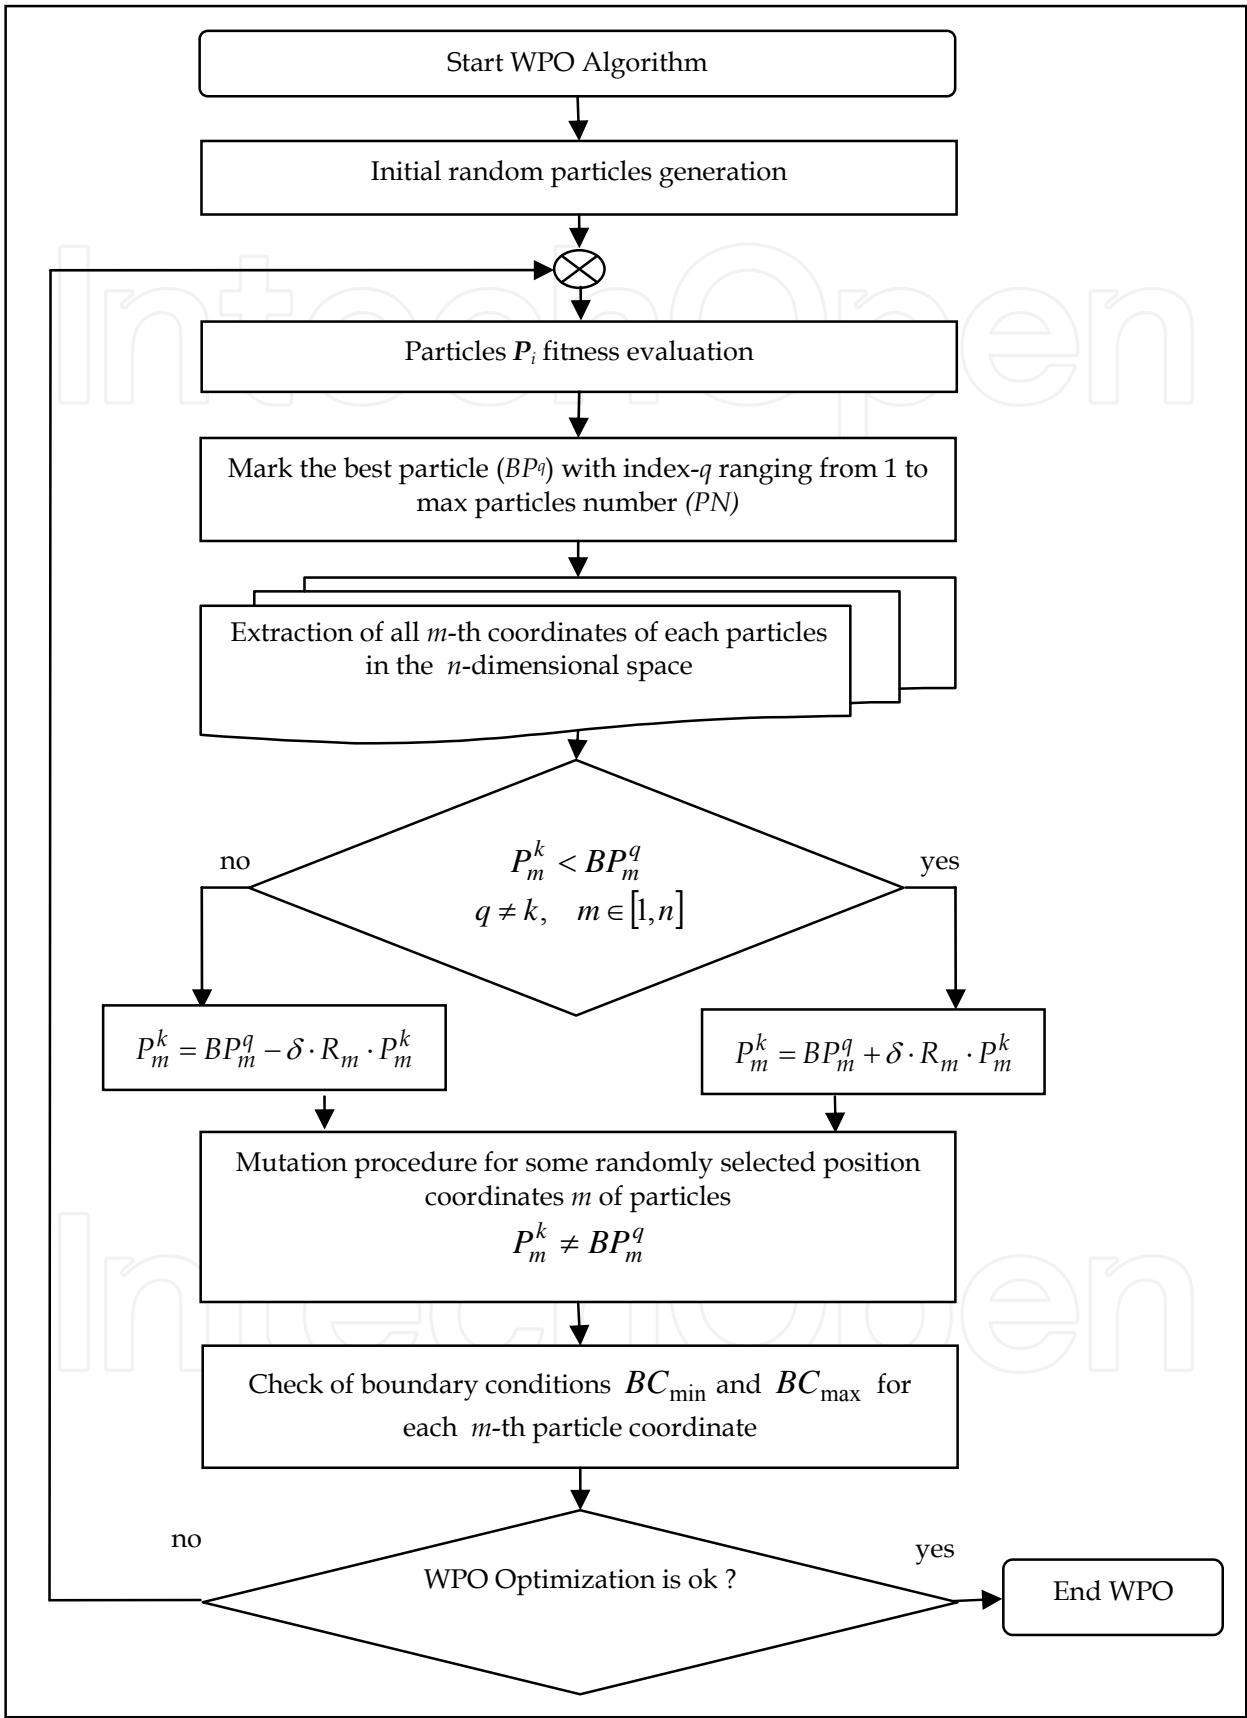 Start WPO Algorithm
Initial random particles generation
Particles P_i fitness evaluation
Mark the best particle (BP^q) with index-q ranging from 1 to
max particles number (PN)
Extraction of all m-th coordinates of each particles
in the n-dimensional space
no
yes
P_m^k < BP_m^q
q ≠ k, m ∈ [1, n]
P_m^k = BP_m^q − δ · R_m · P_m^k
P_m^k = BP_m^q + δ · R_m · P_m^k
Mutation procedure for some randomly selected position
coordinates m of particles
P_m^k ≠ BP_m^q
Check of boundary conditions BC_min and BC_max for
each m-th particle coordinate
no
yes
WPO Optimization is ok ?
End WPO
IntechOpen
IntechOpen